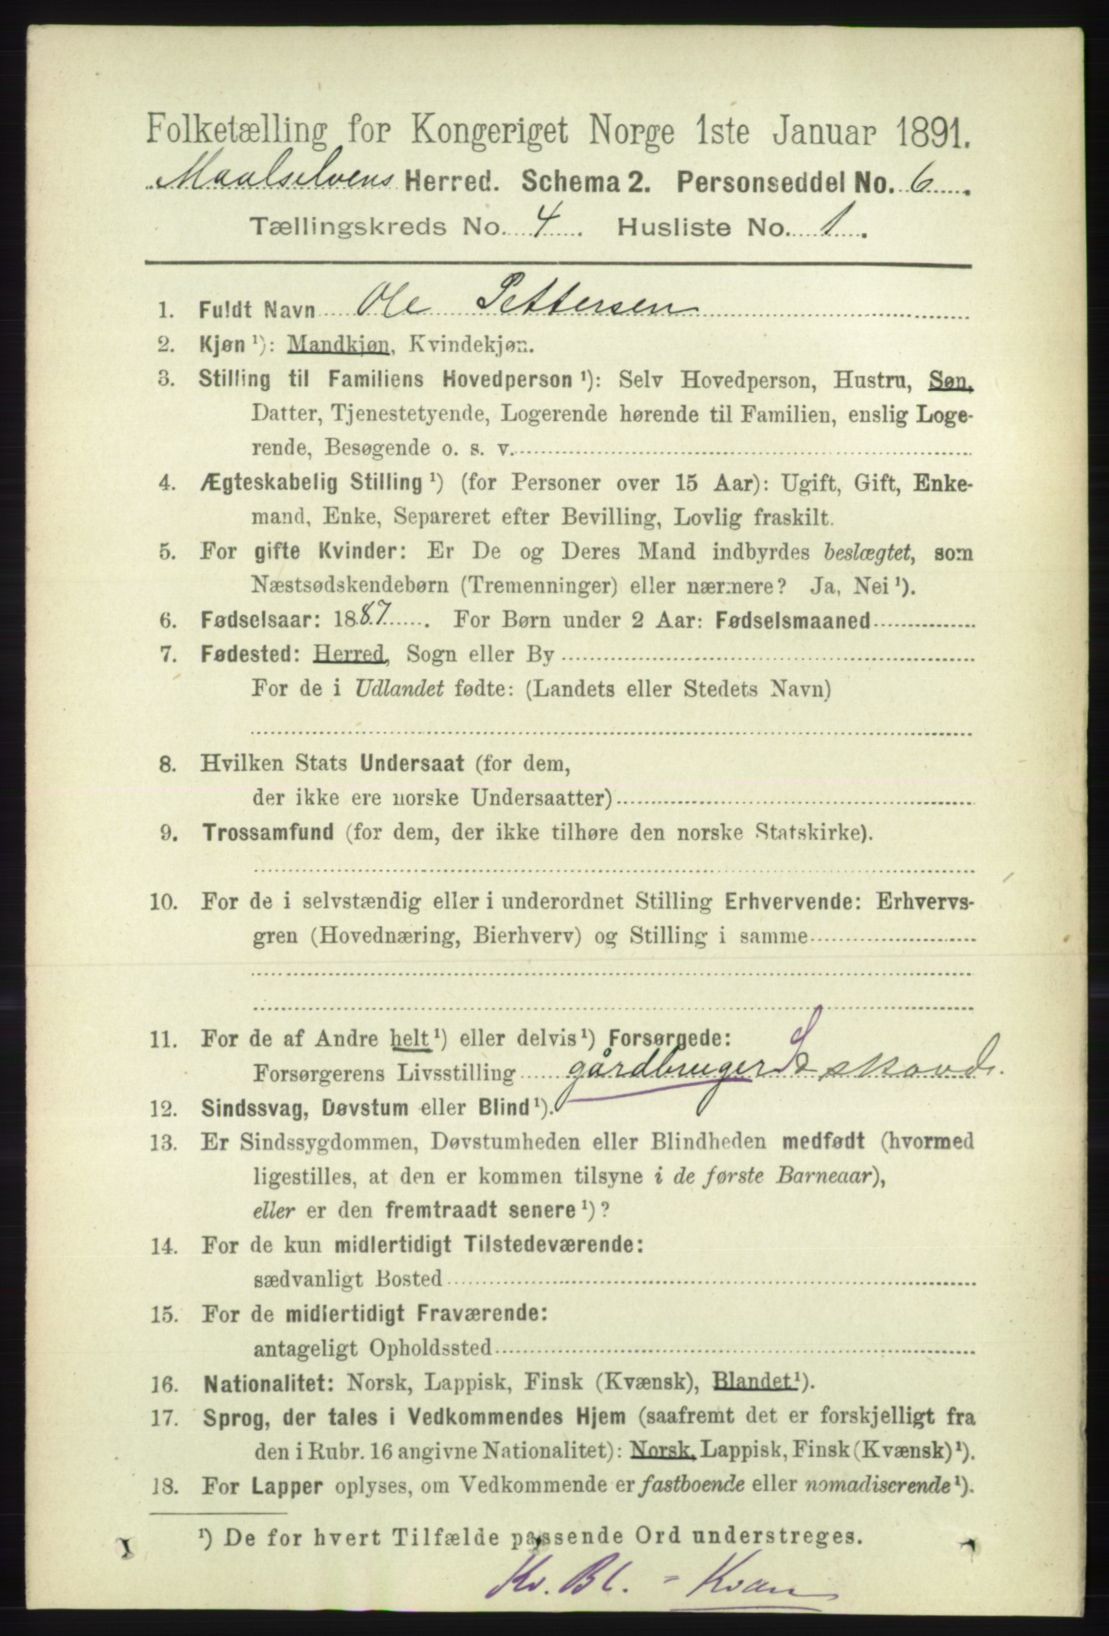 Folketælling for Kongeriget Norge 1ste Januar 1891.
Maalselvens Herred. Schema 2. Personseddel No. 6.
Tællingskreds No. 4. Husliste No. 1.
1. Fuldt Navn Ole Pettersen
2. Kjøn ¹): Mandkjøn, Kvindekjøn.
3. Stilling til Familiens Hovedperson ¹): Selv Hovedperson, Hustru, Søn,
Datter, Tjenestetyende, Logerende hørende til Familien, enslig Loge-
rende, Besøgende o. s. v.
4. Ægteskabelig Stilling ¹) (for Personer over 15 Aar): Ugift, Gift, Enke-
mand, Enke, Separeret efter Bevilling, Lovlig fraskilt.
5. For gifte Kvinder: Er De og Deres Mand indbyrdes beslægtet, som
Næstsødskendebørn (Tremenninger) eller nærmere? Ja, Nei ¹).
6. Fødselsaar: 1887. For Børn under 2 Aar: Fødselsmaaned
7. Fødested: Herred, Sogn eller By
For de i Udlandet fødte: (Landets eller Stedets Navn)
8. Hvilken Stats Undersaat (for dem,
der ikke ere norske Undersaatter)
9. Trossamfund (for dem, der ikke tilhøre den norske Statskirke).
10. For de i selvstændig eller i underordnet Stilling Erhvervende: Erhvervs-
gren (Hovednæring, Bierhverv) og Stilling i samme
11. For de af Andre helt ¹) eller delvis ¹) Forsørgede:
Forsørgerens Livsstilling gårdbruger S skovd.
12. Sindssvag, Døvstum eller Blind ¹).
13. Er Sindssygdommen, Døvstumheden eller Blindheden medfødt (hvormed
ligestilles, at den er kommen tilsyne i de første Barneaar),
eller er den fremtraadt senere ¹)?
14. For de kun midlertidigt Tilstedeværende:
sædvanligt Bosted
15. For de midlertidigt Fraværende:
antageligt Opholdssted
16. Nationalitet: Norsk, Lappisk, Finsk (Kvænsk), Blandet ¹).
17. Sprog, der tales i Vedkommendes Hjem (saafremt det er forskjelligt fra
den i Rubr. 16 angivne Nationalitet): Norsk, Lappisk, Finsk (Kvænsk) ¹).
18. For Lapper oplyses, om Vedkommende er fastboende eller nomadiserende ¹).
¹) De for hvert Tilfælde passende Ord understreges.
Kv. Bl. = Kvæn